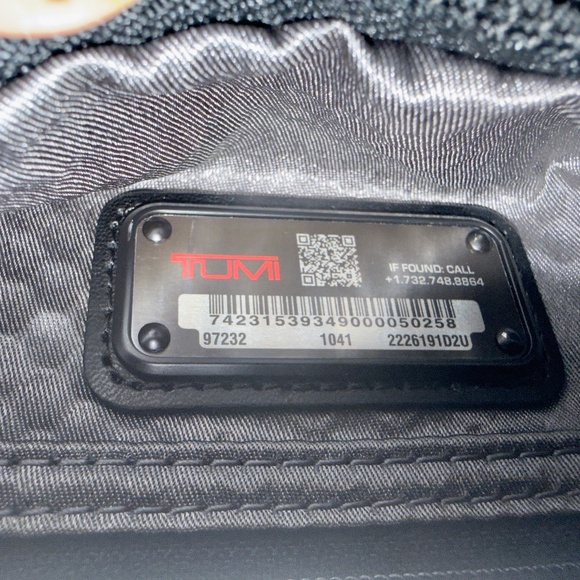 TUMI
IF FOUND: CALL
+1.732.748.8864
74231539349000050258
97232 1041 2226191D2U